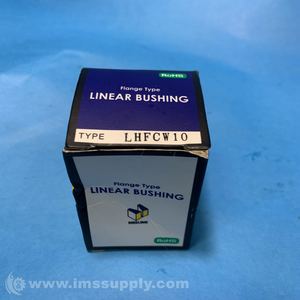 RoHS
Flange Type
LINEAR BUSHING
TYPE LHFCW10
Flange Type
LINEAR BUSHING
RoHS
© www.imssupply.com